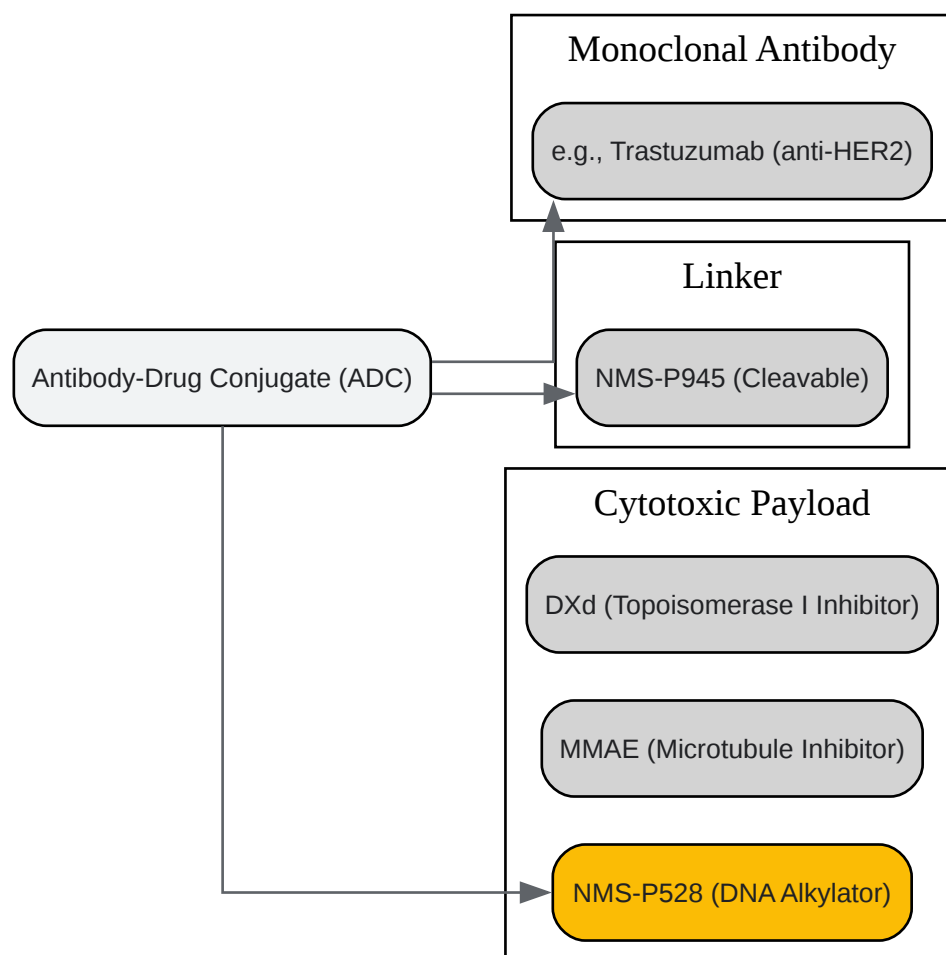 Monoclonal Antibody
e.g., Trastuzumab (anti-HER2)
Linker
Antibody-Drug Conjugate (ADC)
NMS-P945 (Cleavable)
Cytotoxic Payload
DXd (Topoisomerase I Inhibitor)
MMAE (Microtubule Inhibitor)
NMS-P528 (DNA Alkylator)